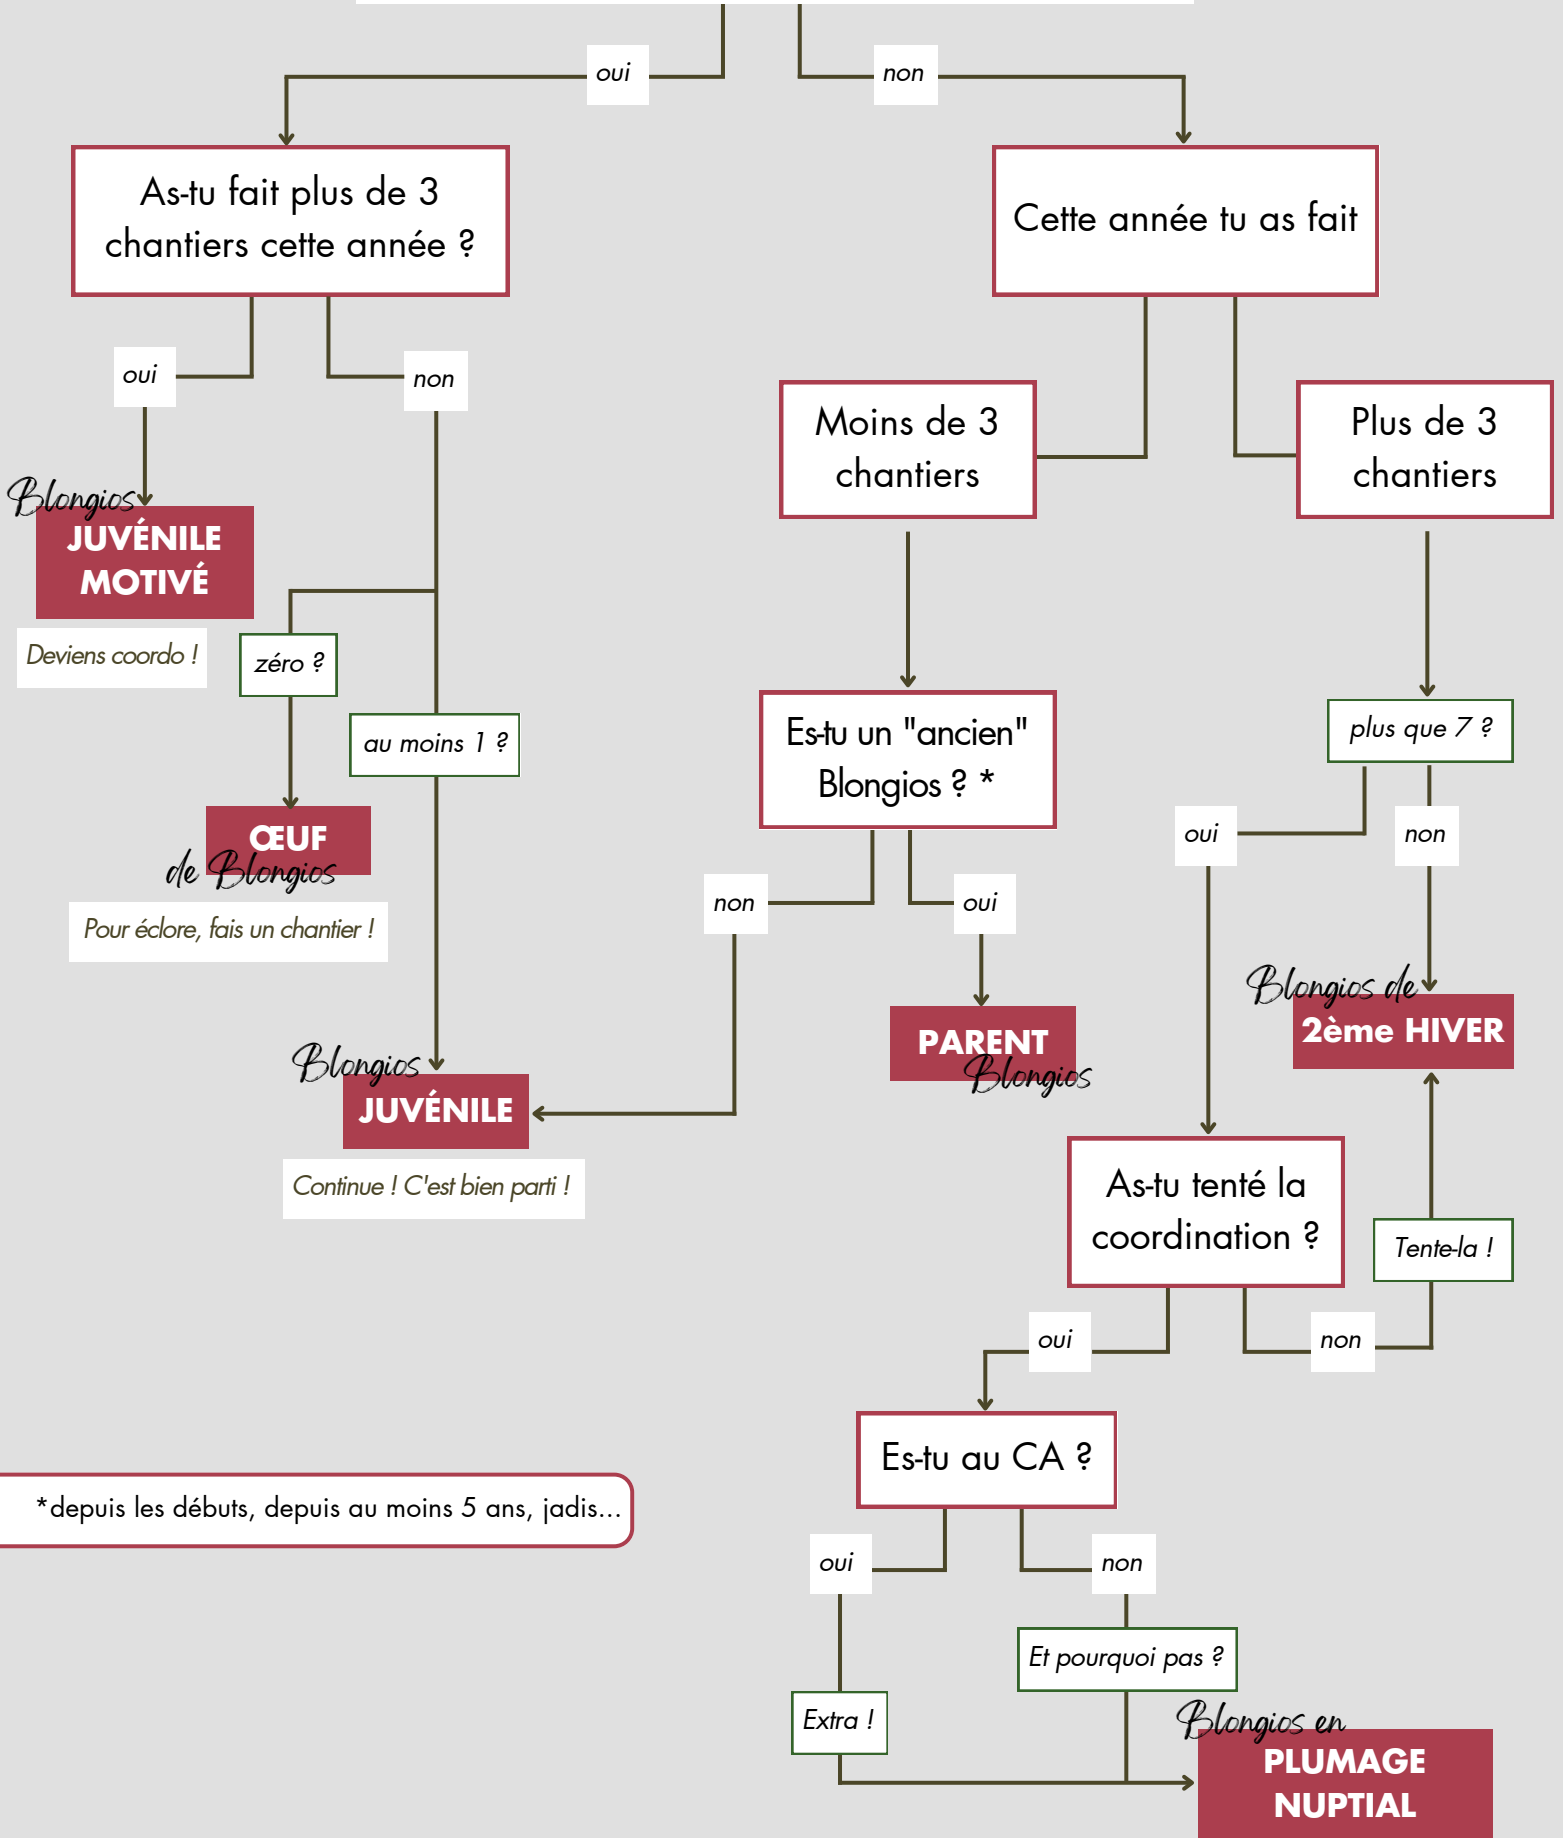 oui
non
As-tu fait plus de 3
chantiers cette année ?
Cette année tu as fait
oui
non
Moins de 3
chantiers
Plus de 3
chantiers
Blongios
JUVÉNILE
MOTIVÉ
Deviens coordo !
zéro ?
au moins 1 ?
Es-tu un "ancien"
Blongios ? *
plus que 7 ?
ŒUF
de Blongios
Pour éclore, fais un chantier !
oui
non
non
oui
Blongios de
2ème HIVER
PARENT
Blongios
Blongios
JUVÉNILE
Continue ! C'est bien parti !
As-tu tenté la
coordination ?
Tente-la !
oui
non
Es-tu au CA ?
*depuis les débuts, depuis au moins 5 ans, jadis...
oui
non
Et pourquoi pas ?
Extra !
Blongios en
PLUMAGE
NUPTIAL